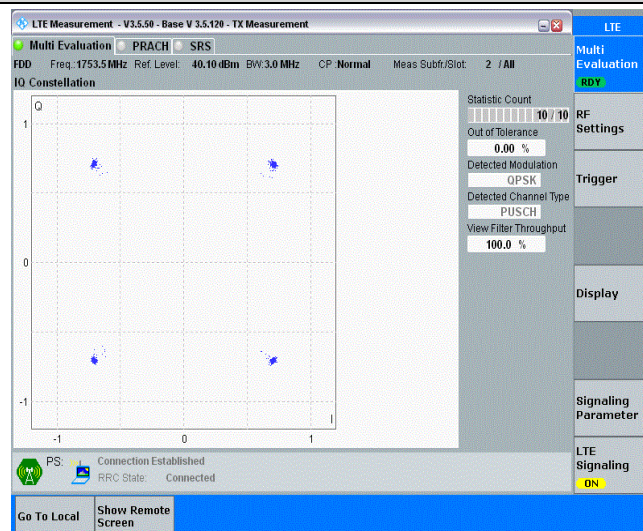 LTE Measurement - V3.5.50 - Base V 3.5.120 - TX Measurement
LTE
Multi Evaluation PRACH SRS
FDD Freq.:1753.5 MHz Ref. Level: 40.10 dBm BW:3.0 MHz CP :Normal Meas Subfr./Slot: 2 / All
IQ Constellation
Q
1
0
-1
I
-1 0 1
Statistic Count
10 / 10
Out of Tolerance
0.00 %
Detected Modulation
QPSK
Detected Channel Type
PUSCH
View Filter Throughput
100.0 %
PS: Connection Established
RRC State: Connected
Multi
Evaluation
RDY
RF
Settings
Trigger
Display
Signaling
Parameter
LTE
Signaling
ON
Go To Local
Show Remote
Screen